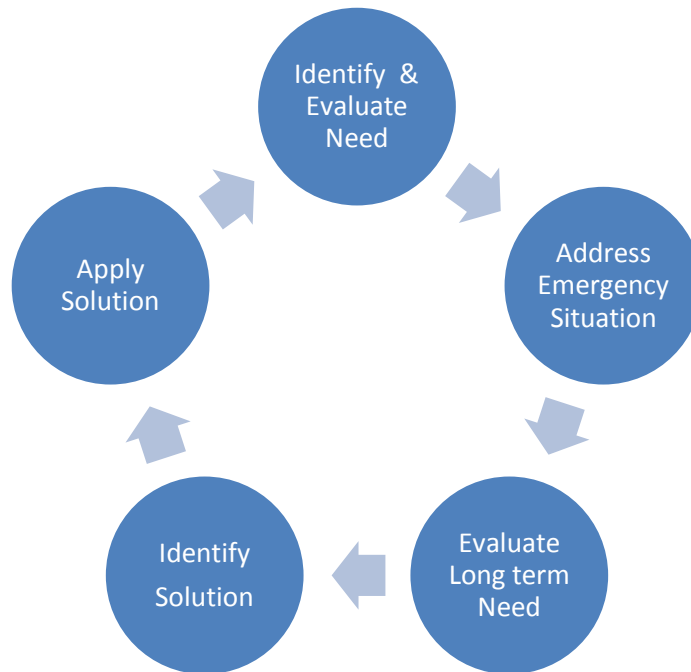 Identify &
Evaluate
Need
Address
Emergency
Situation
Evaluate
Long term
Need
Identify
Solution
Apply
Solution